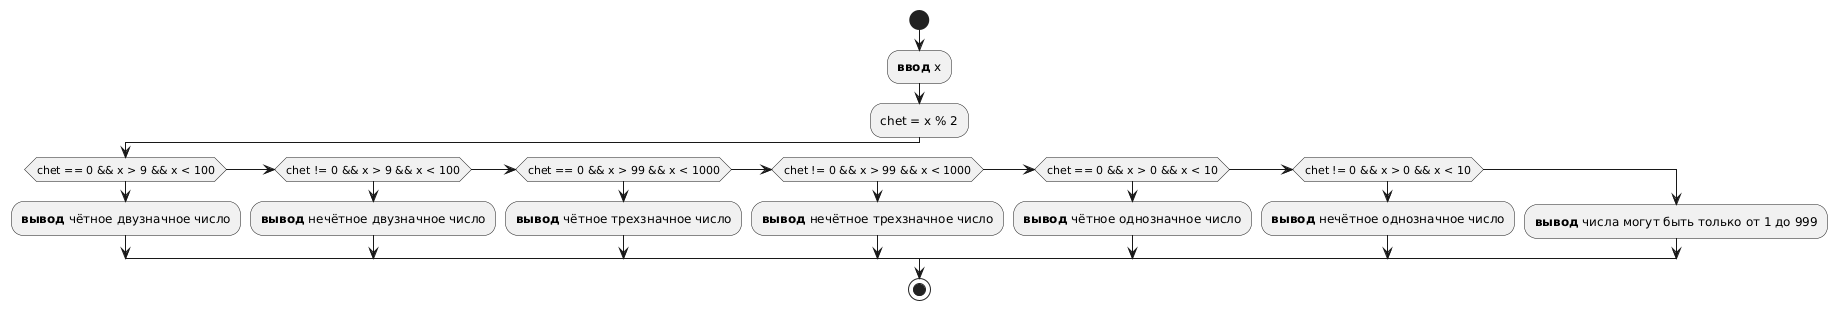 ввод x
chet = x % 2
chet == 0 && x > 9 && x < 100
chet != 0 && x > 9 && x < 100
chet == 0 && x > 99 && x < 1000
chet != 0 && x > 99 && x < 1000
chet == 0 && x > 0 && x < 10
chet != 0 && x > 0 && x < 10
вывод чётное двузначное число
вывод нечётное двузначное число
вывод чётное трехзначное число
вывод нечётное трехзначное число
вывод чётное однозначное число
вывод нечётное однозначное число
вывод числа могут быть только от 1 до 999